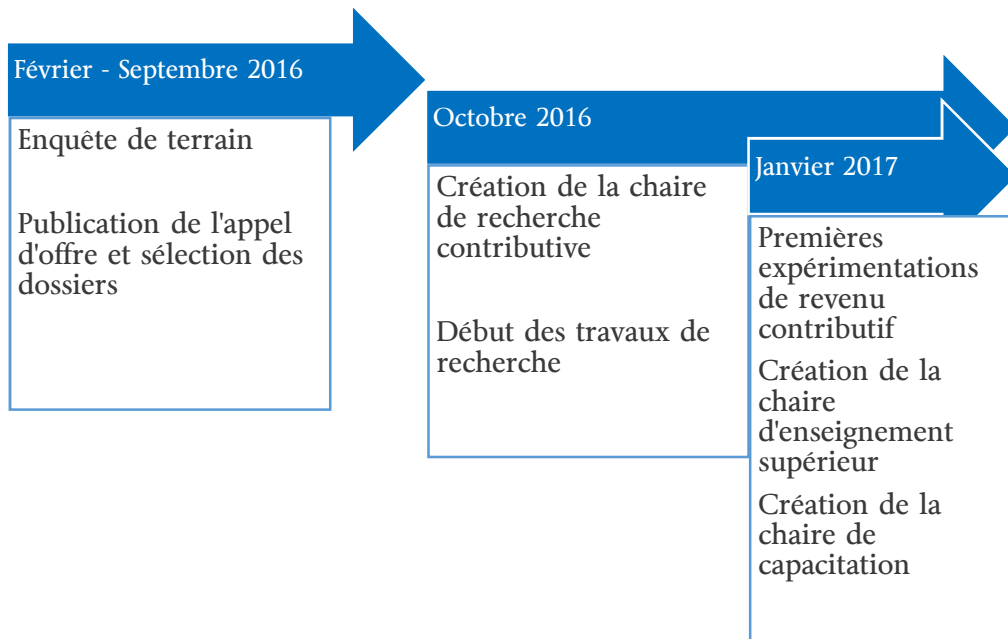 Février - Septembre 2016
Enquête de terrain
Publication de l'appel
d'offre et sélection des
dossiers
Octobre 2016
Création de la chaire
de recherche
contributive
Début des travaux de
recherche
Janvier 2017
Premières
expérimentations
de revenu
contributif
Création de la
chaire
d'enseignement
supérieur
Création de la
chaire de
capacitation